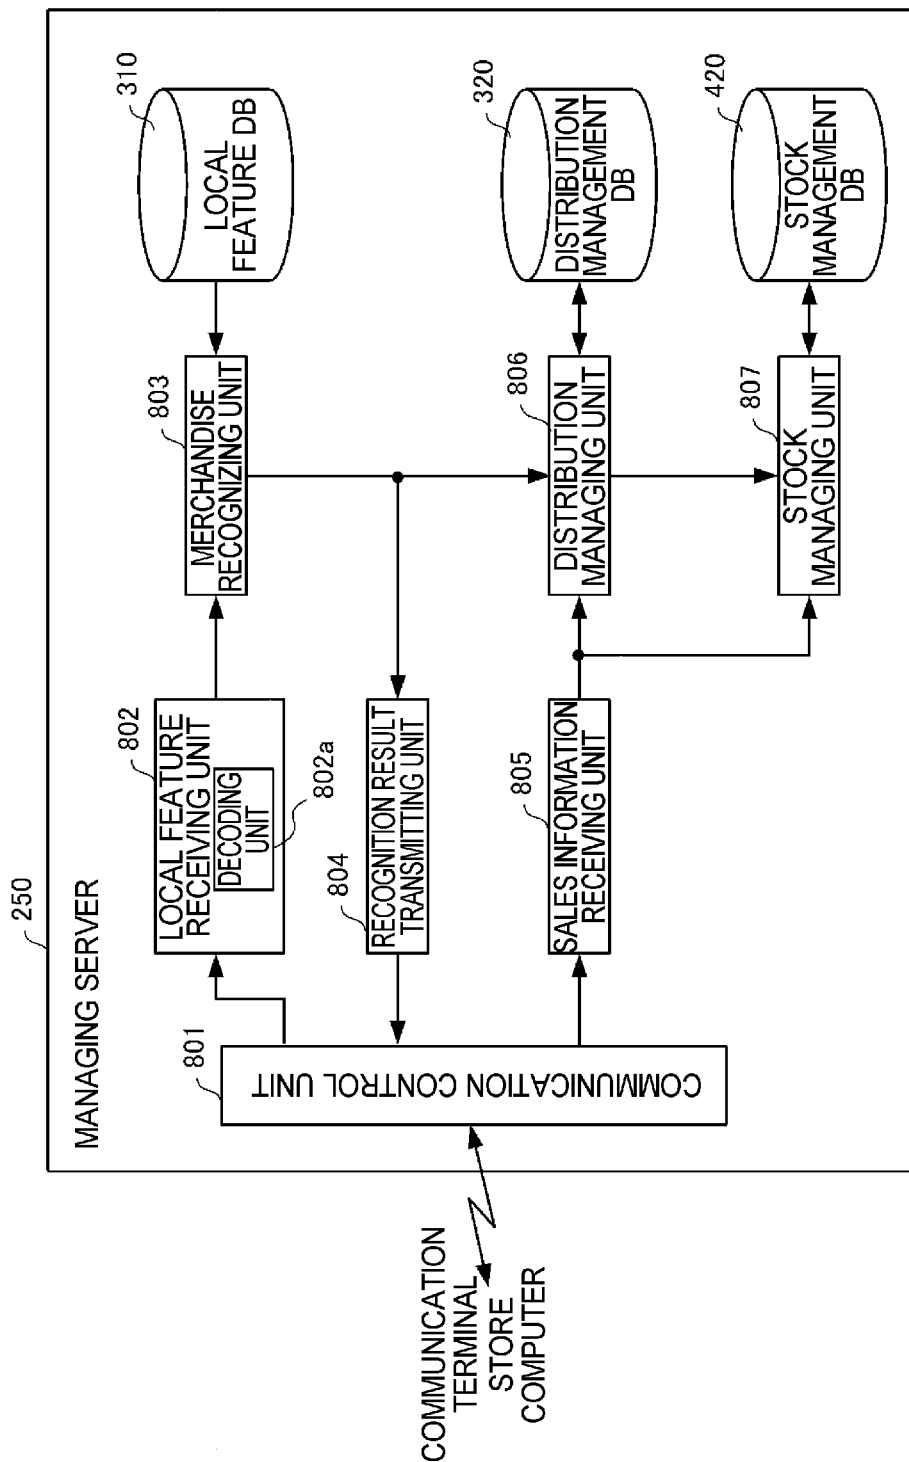 250
MANAGING SERVER
COMMUNICATION
TERMINAL
STORE
COMPUTER
801
COMMUNICATION CONTROL UNIT
802
LOCAL FEATURE
RECEIVING UNIT
DECODING
UNIT
802a
803
MERCHANDISE
RECOGNIZING UNIT
310
LOCAL
FEATURE DB
804
RECOGNITION RESULT
TRANSMITTING UNIT
805
SALES INFORMATION
RECEIVING UNIT
806
DISTRIBUTION
MANAGING UNIT
320
DISTRIBUTION
MANAGEMENT
DB
807
STOCK
MANAGING UNIT
420
STOCK
MANAGEMENT
DB